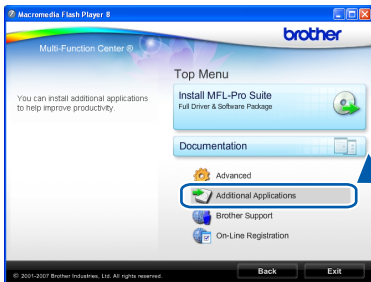 Macromedia Flash Player 8
brother
Multi-Function Center ®
Top Menu
You can install additional applications
to help improve productivity.
Install MFL-Pro Suite
Full Driver & Software Package
Documentation
Advanced
Additional Applications
Brother Support
On-Line Registration
© 2001-2007 Brother Industries, Ltd. All rights reserved.
Back
Exit